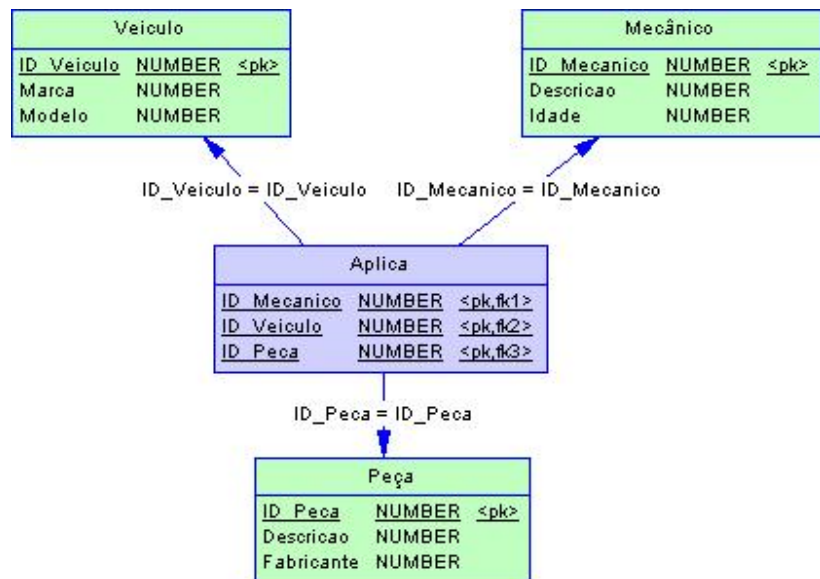 Veiculo
ID_Veiculo NUMBER <pk>
Marca NUMBER
Modelo NUMBER
Mecânico
ID_Mecanico NUMBER <pk>
Descricao NUMBER
Idade NUMBER
ID_Veiculo = ID_Veiculo
ID_Mecanico = ID_Mecanico
Aplica
ID_Mecanico NUMBER <pk,fk1>
ID_Veiculo NUMBER <pk,fk2>
ID_Peca NUMBER <pk,fk3>
ID_Peca = ID_Peca
Peça
ID_Peca NUMBER <pk>
Descricao NUMBER
Fabricante NUMBER